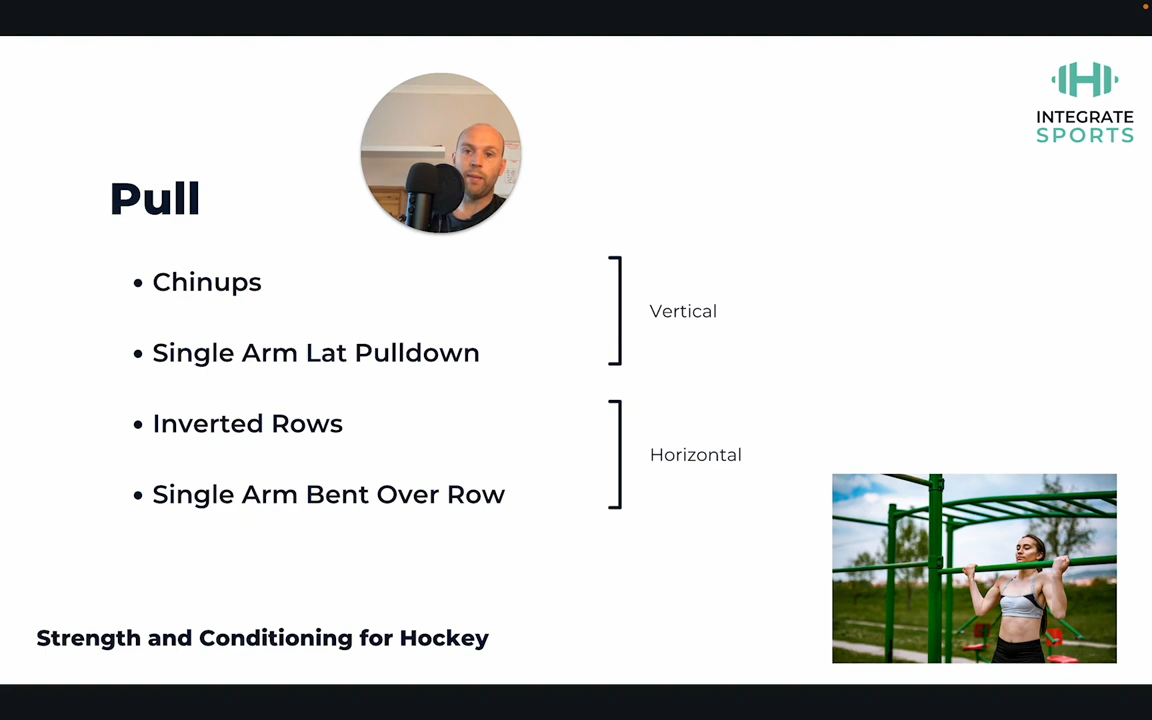 INTEGRATE
SPORTS
Pull
• Chinups
• Single Arm Lat Pulldown
Vertical
• Inverted Rows
• Single Arm Bent Over Row
Horizontal
Strength and Conditioning for Hockey